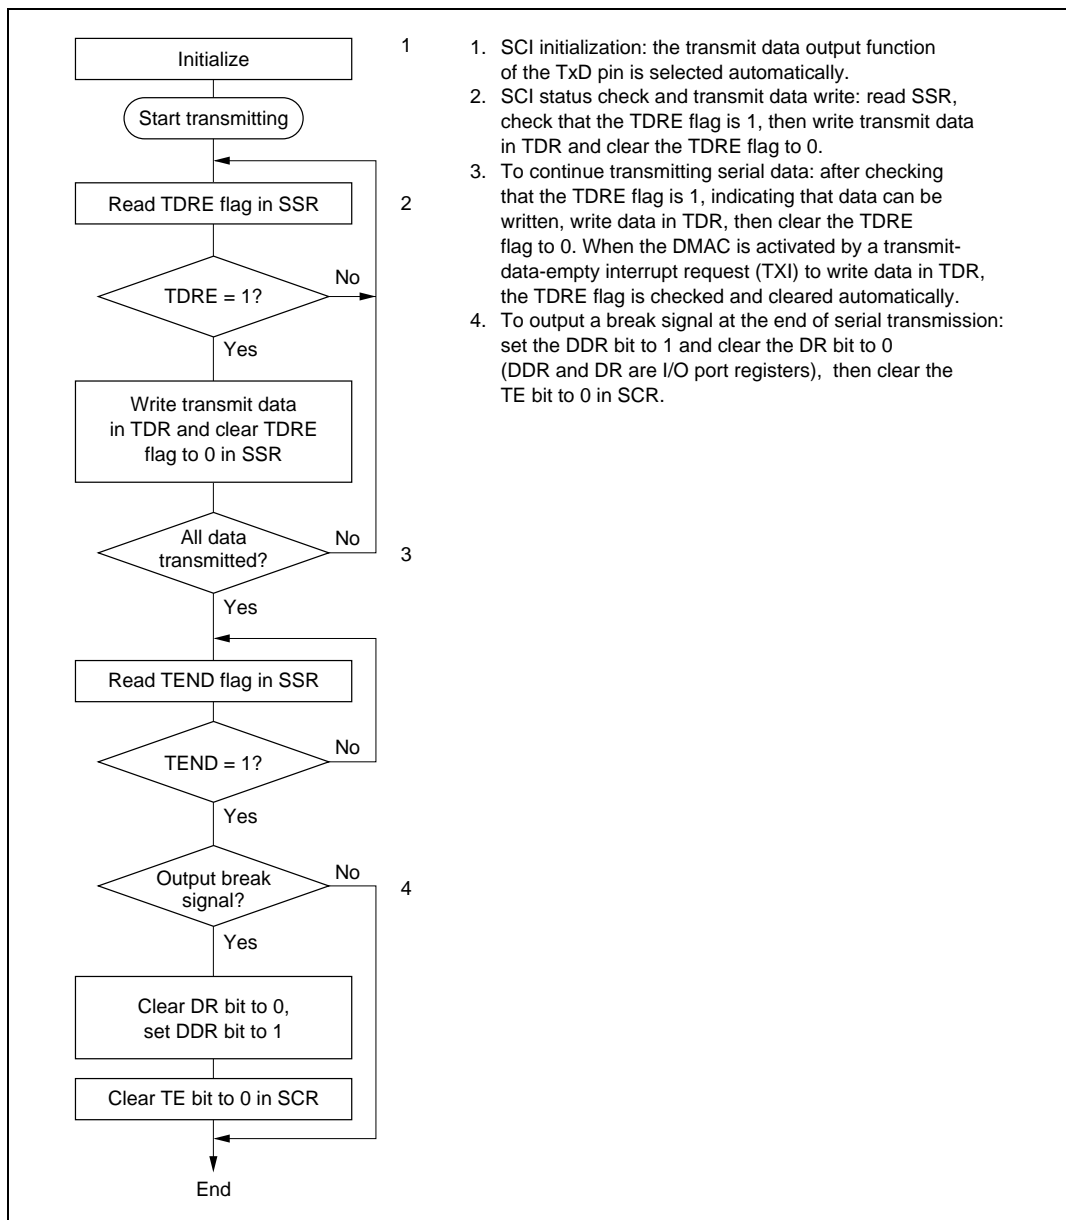 Initialize
1
Start transmitting
Read TDRE flag in SSR
2
TDRE = 1?
No
Yes
Write transmit data
in TDR and clear TDRE
flag to 0 in SSR
All data
transmitted?
No
3
Yes
Read TEND flag in SSR
TEND = 1?
No
Yes
Output break
signal?
No
4
Yes
Clear DR bit to 0,
set DDR bit to 1
Clear TE bit to 0 in SCR
End
1. SCI initialization: the transmit data output function
of the TxD pin is selected automatically.
2. SCI status check and transmit data write: read SSR,
check that the TDRE flag is 1, then write transmit data
in TDR and clear the TDRE flag to 0.
3. To continue transmitting serial data: after checking
that the TDRE flag is 1, indicating that data can be
written, write data in TDR, then clear the TDRE
flag to 0. When the DMAC is activated by a transmit-
data-empty interrupt request (TXI) to write data in TDR,
the TDRE flag is checked and cleared automatically.
4. To output a break signal at the end of serial transmission:
set the DDR bit to 1 and clear the DR bit to 0
(DDR and DR are I/O port registers),  then clear the
TE bit to 0 in SCR.